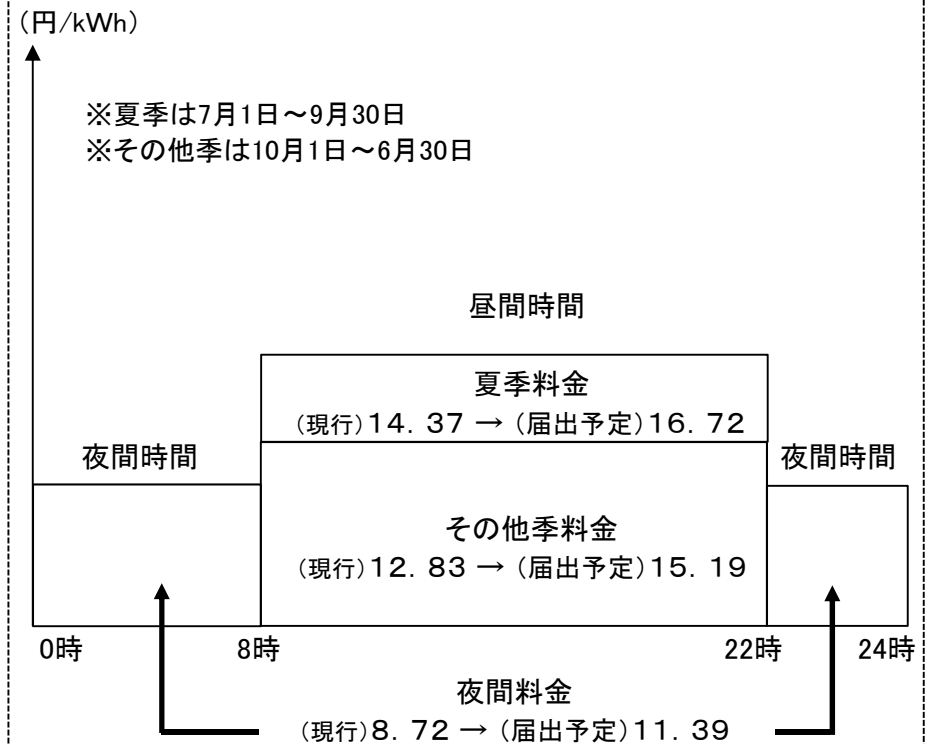 （円/kWh）
※夏季は7月1日～9月30日
※その他季は10月1日～6月30日
昼間時間
夏季料金
（現行）１４．３７ → （届出予定）１６．７２
夜間時間
夜間時間
その他季料金
（現行）１２．８３ → （届出予定）１５．１９
0時
8時
22時
24時
夜間料金
（現行）８．７２ → （届出予定）１１．３９